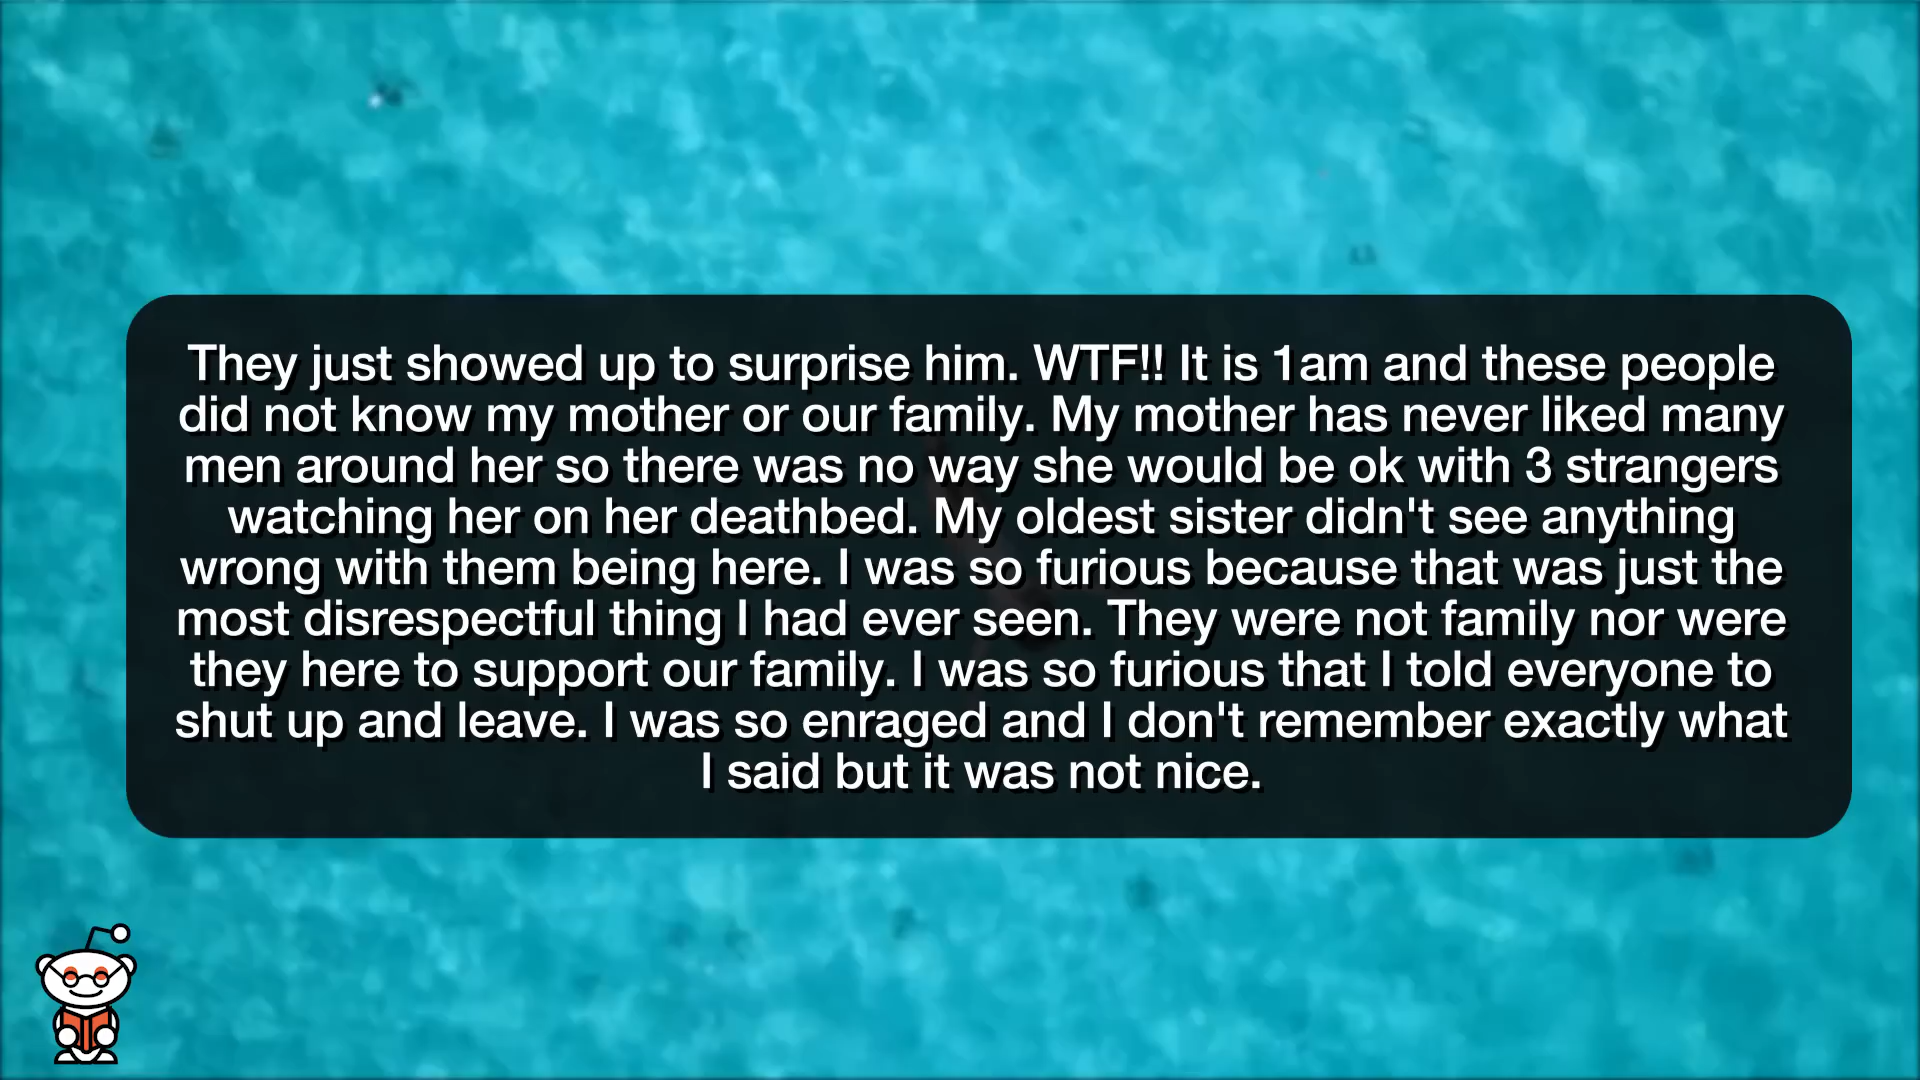 They just showed up to surprise him. WTF!! It is 1am and these people
did not know my mother or our family. My mother has never liked many
men around her so there was no way she would be ok with 3 strangers
watching her on her deathbed. My oldest sister didn't see anything
wrong with them being here. I was so furious because that was just the
most disrespectful thing I had ever seen. They were not family nor were
they here to support our family. I was so furious that I told everyone to
shut up and leave. I was so enraged and I don't remember exactly what
I said but it was not nice.